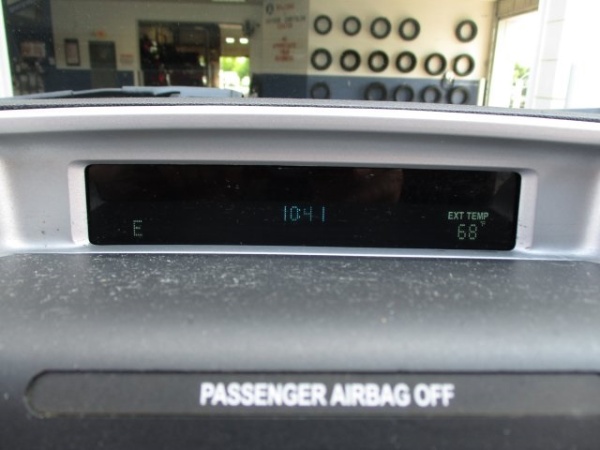 10:41
EXT TEMP
E
68°F
PASSENGER AIRBAG OFF